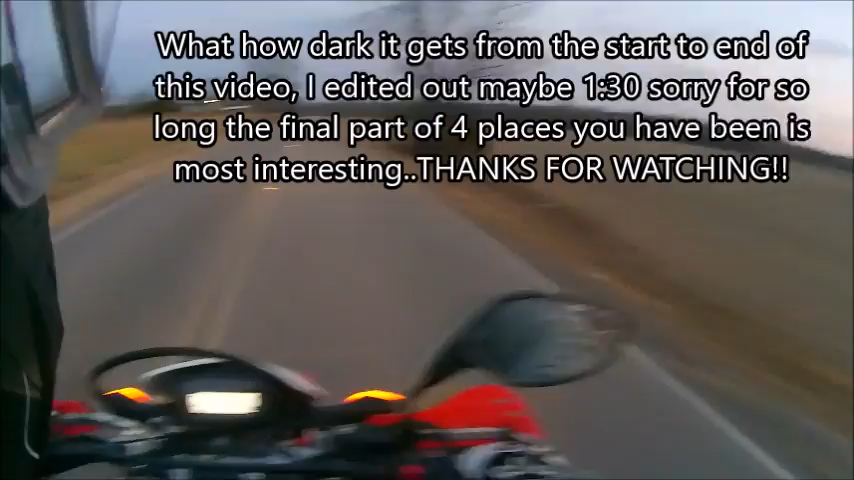 What how dark it gets from the start to end of
this video, I edited out maybe 1:30 sorry for so
long the final part of 4 places you have been is
most interesting..THANKS FOR WATCHING!!